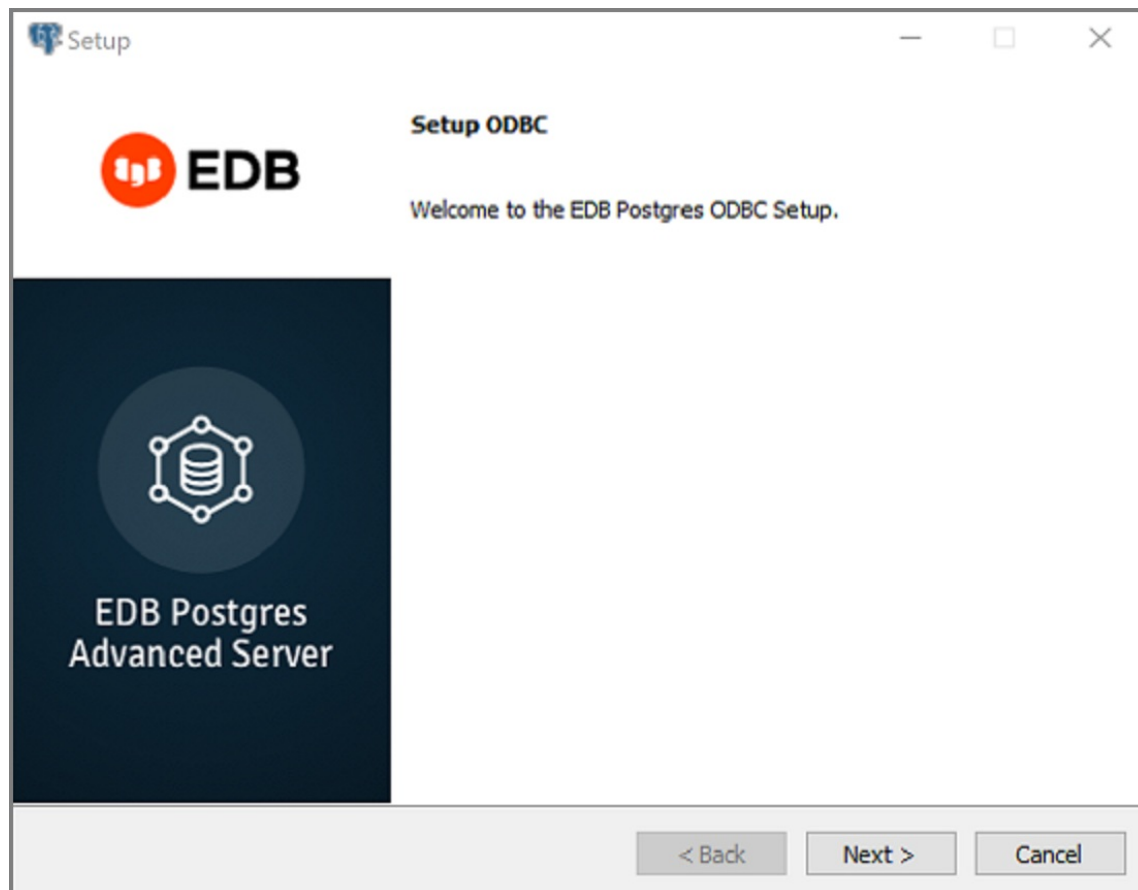 Setup
EDB
Setup ODBC
Welcome to the EDB Postgres ODBC Setup.
EDB Postgres
Advanced Server
< Back
Next >
Cancel